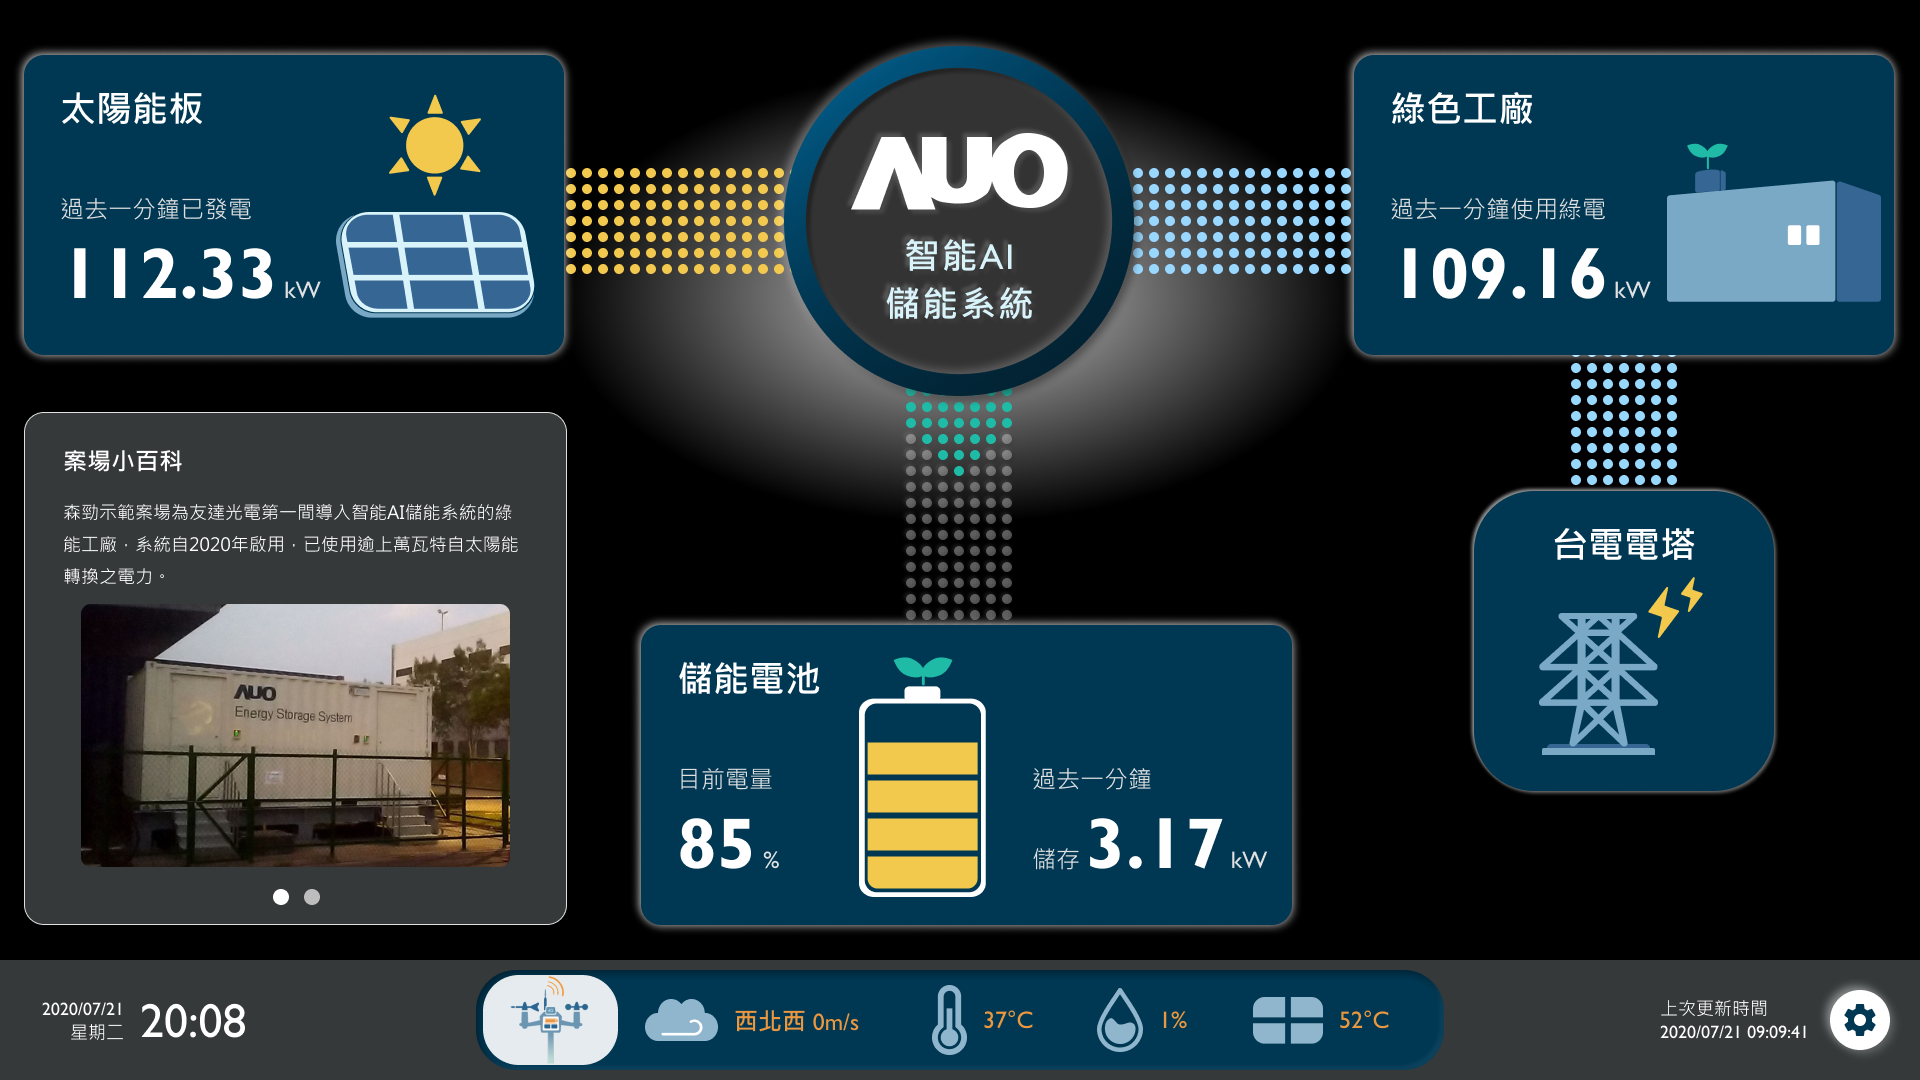 太陽能板
過去一分鐘已發電
112.33 kW
AUO
智能AI
儲能系統
綠色工廠
過去一分鐘使用綠電
109.16 kW
案場小百科
森勁示範案場為友達光電第一間導入智能AI儲能系統的綠
能工廠，系統自2020年啟用，已使用逾上萬瓦特自太陽能
轉換之電力。
AUO
Energy Storage System
儲能電池
目前電量
85 %
過去一分鐘
儲存 3.17 kW
台電電塔
2020/07/21
星期二
20:08
西北西 0m/s
37°C
1%
52°C
上次更新時間
2020/07/21 09:09:41